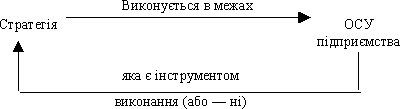 Виконується в межах
Стратегія
ОСУ
підприємства
яка є інструментом
виконання (або — ні)